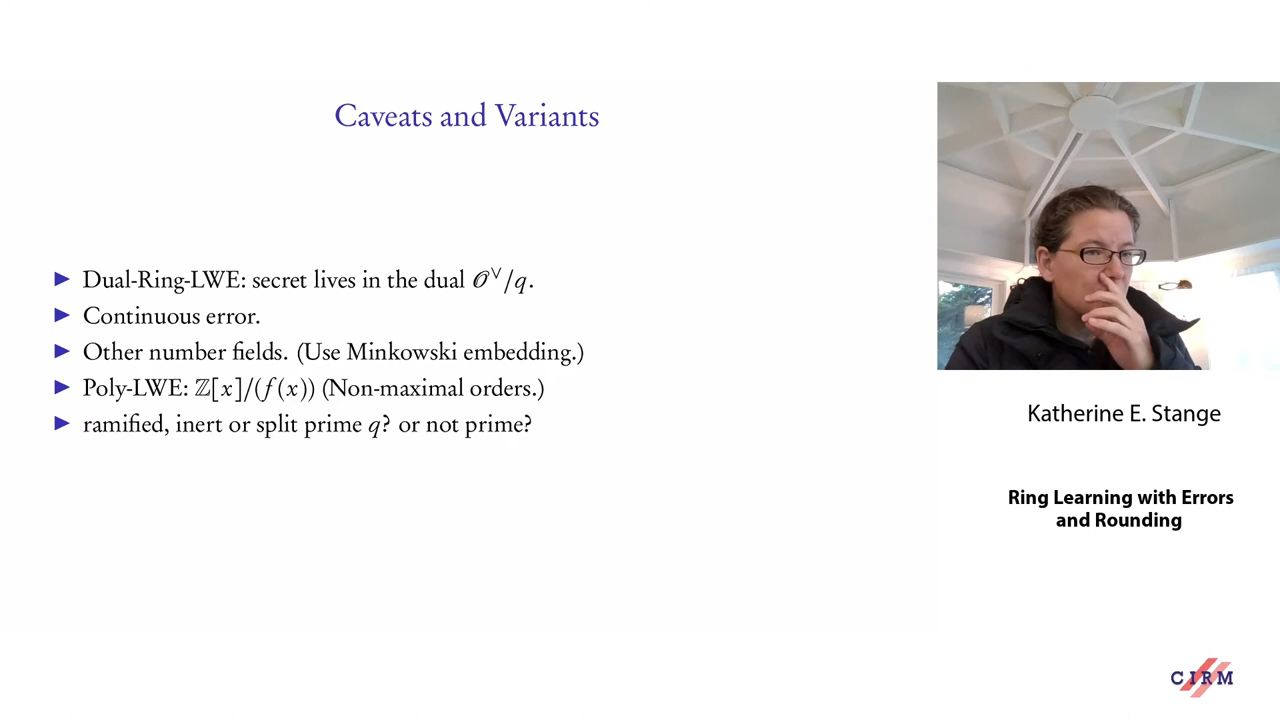 Caveats and Variants
▶ Dual-Ring-LWE: secret lives in the dual 𝒪^∨/q.
▶ Continuous error.
▶ Other number fields. (Use Minkowski embedding.)
▶ Poly-LWE: ℤ[x]/(f(x)) (Non-maximal orders.)
▶ ramified, inert or split prime q? or not prime?
Katherine E. Stange
Ring Learning with Errors
and Rounding
CIRM